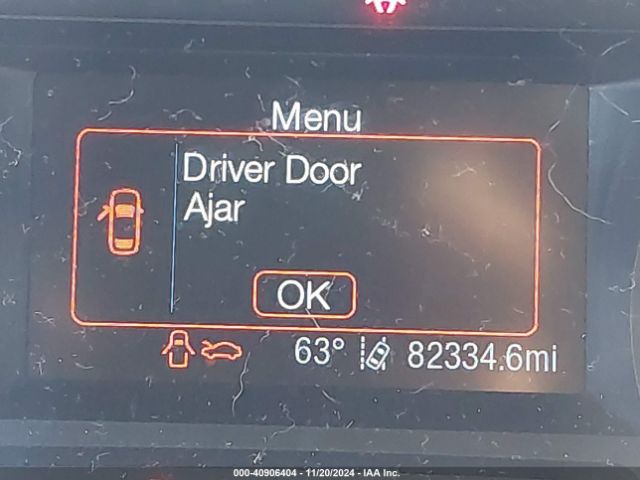 Menu
Driver Door
Ajar
OK
63° 82334.6mi
000-40906404 - 11/20/2024 - IAA Inc.